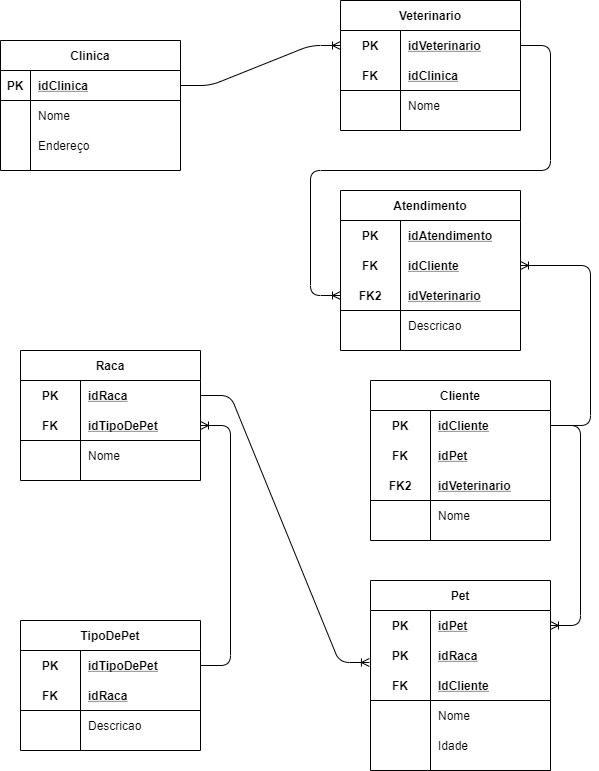 Veterinario
PK idVeterinario
FK idClinica
Nome
Clinica
PK idClinica
Nome
Endereço
Atendimento
PK idAtendimento
FK idCliente
FK2 idVeterinario
Descricao
Raca
PK idRaca
FK idTipoDePet
Nome
Cliente
PK idCliente
FK idPet
FK2 idVeterinario
Nome
TipoDePet
PK idTipoDePet
FK idRaca
Descricao
Pet
PK idPet
PK idRaca
FK IdCliente
Nome
Idade